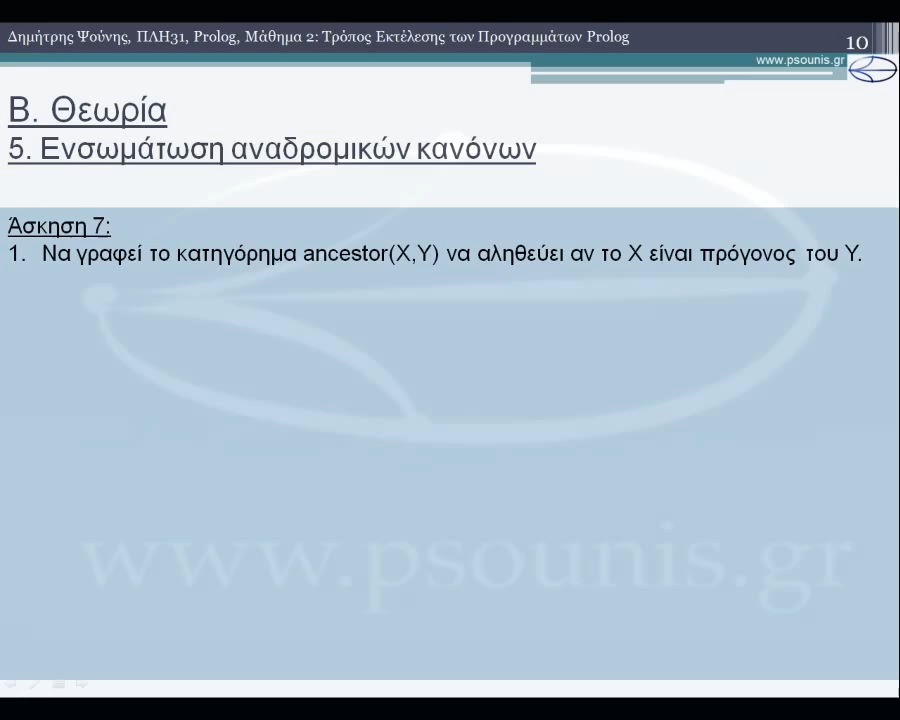 Δημήτρης Ψούνης, ΠΛΗ31, Prolog, Μάθημα 2: Τρόπος Εκτέλεσης των Προγραμμάτων Prolog
10
www.psounis.gr
Β. Θεωρία
5. Ενσωμάτωση αναδρομικών κανόνων
Άσκηση 7:
1. Να γραφεί το κατηγόρημα ancestor(X,Y) να αληθεύει αν το Χ είναι πρόγονος του Υ.
www.psounis.gr